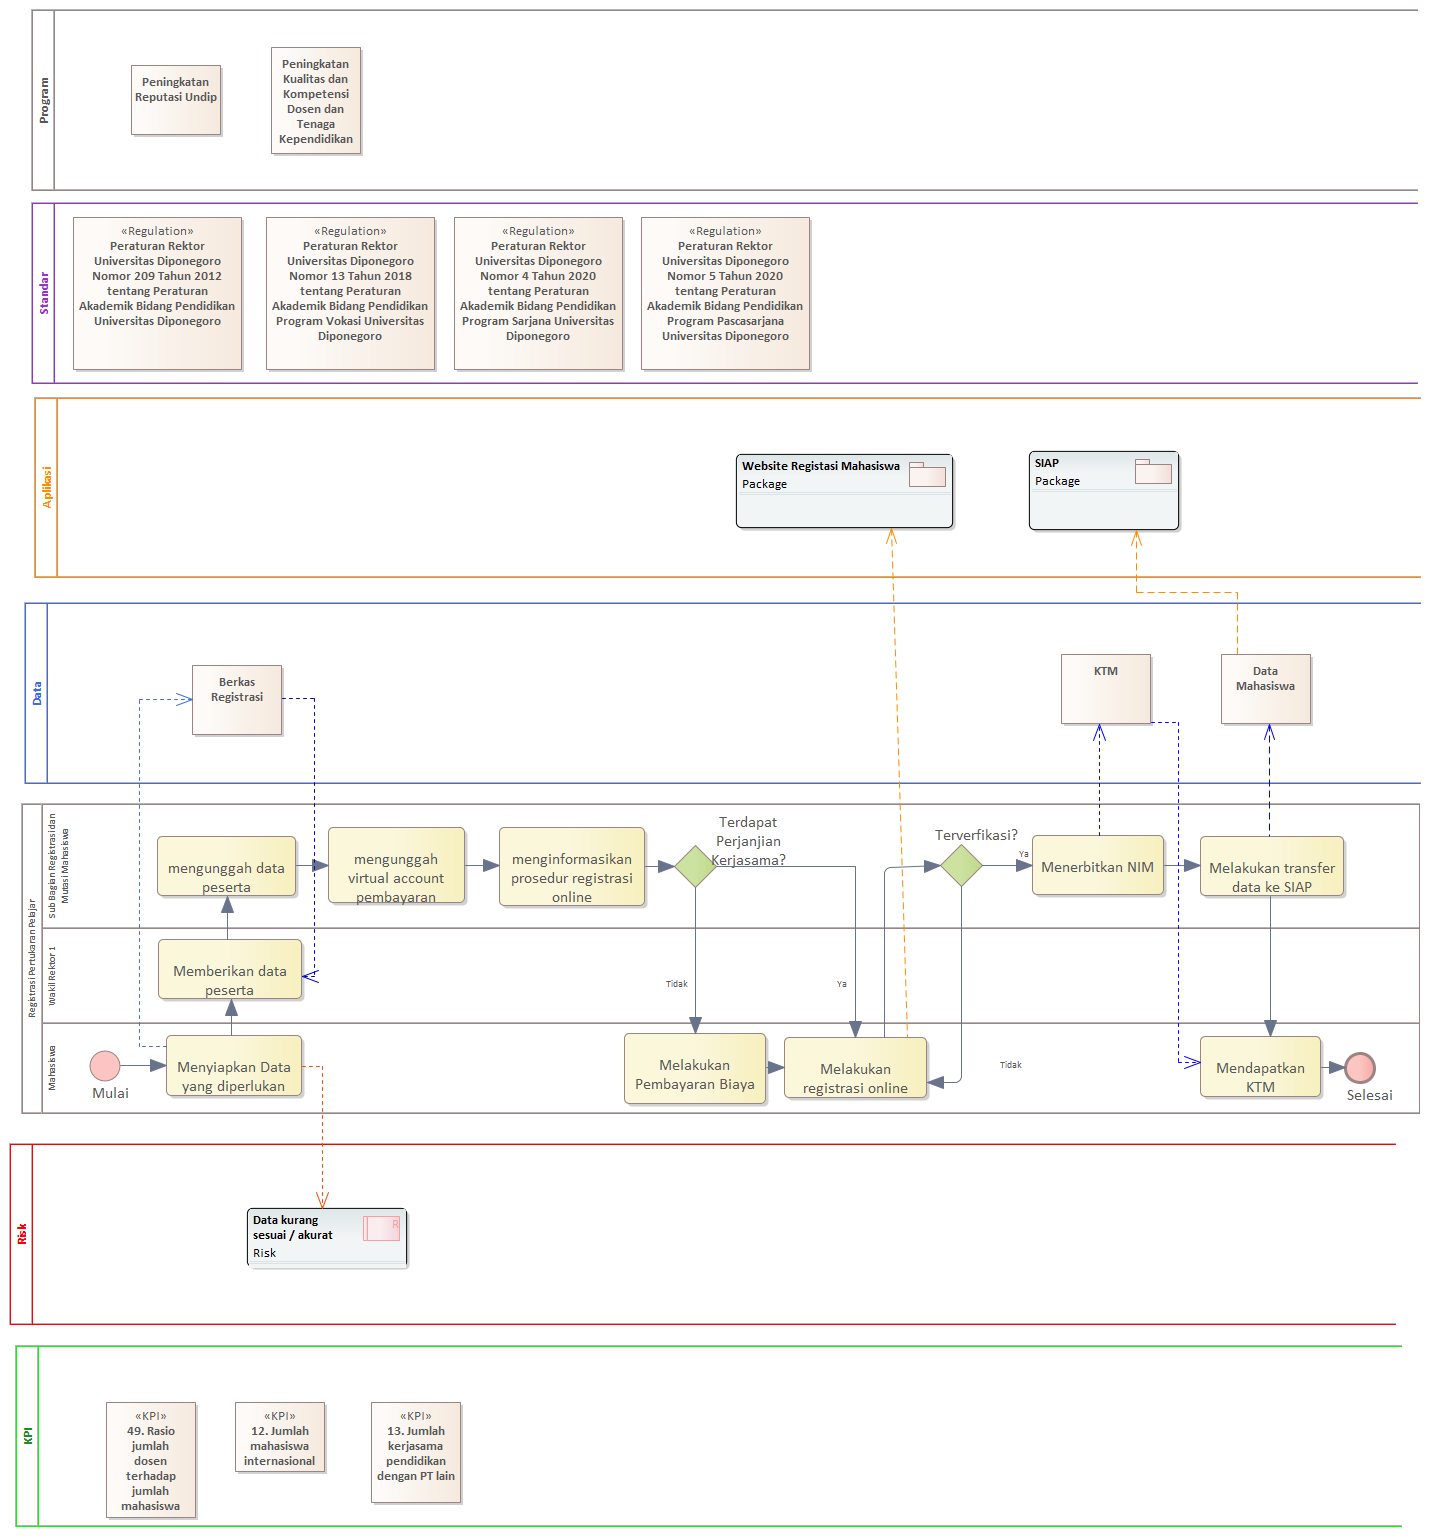 Program
Peningkatan
Reputasi Undip
Peningkatan
Kualitas dan
Kompetensi
Dosen dan
Tenaga
Kependidikan
Standar
«Regulation»
Peraturan Rektor
Universitas Diponegoro
Nomor 209 Tahun 2012
tentang Peraturan
Akademik Bidang Pendidikan
Universitas Diponegoro
«Regulation»
Peraturan Rektor
Universitas Diponegoro
Nomor 13 Tahun 2018
tentang Peraturan
Akademik Bidang Pendidikan
Program Vokasi Universitas
Diponegoro
«Regulation»
Peraturan Rektor
Universitas Diponegoro
Nomor 4 Tahun 2020
tentang Peraturan
Akademik Bidang Pendidikan
Program Sarjana Universitas
Diponegoro
«Regulation»
Peraturan Rektor
Universitas Diponegoro
Nomor 5 Tahun 2020
tentang Peraturan
Akademik Bidang Pendidikan
Program Pascasarjana
Universitas Diponegoro
Aplikasi
Website Registasi Mahasiswa
Package
SIAP
Package
Data
Berkas
Registrasi
KTM
Data
Mahasiswa
Registrasi Pertukaran Pelajar
Sub Bagian Registrasi dan
Mutasi Mahasiswa
mengunggah data
peserta
mengunggah
virtual account
pembayaran
menginformasikan
prosedur registrasi
online
Terdapat
Perjanjian
Kerjasama?
Terverfikasi?
Ya
Menerbitkan NIM
Melakukan transfer
data ke SIAP
Wakil Rektor 1
Memberikan data
peserta
Tidak
Ya
Mahasiswa
Mulai
Menyiapkan Data
yang diperlukan
Melakukan
Pembayaran Biaya
Melakukan
registrasi online
Tidak
Mendapatkan
KTM
Selesai
Risk
Data kurang
sesuai / akurat
Risk
R
KPI
«KPI»
49. Rasio
jumlah
dosen
terhadap
jumlah
mahasiswa
«KPI»
12. Jumlah
mahasiswa
internasional
«KPI»
13. Jumlah
kerjasama
pendidikan
dengan PT lain